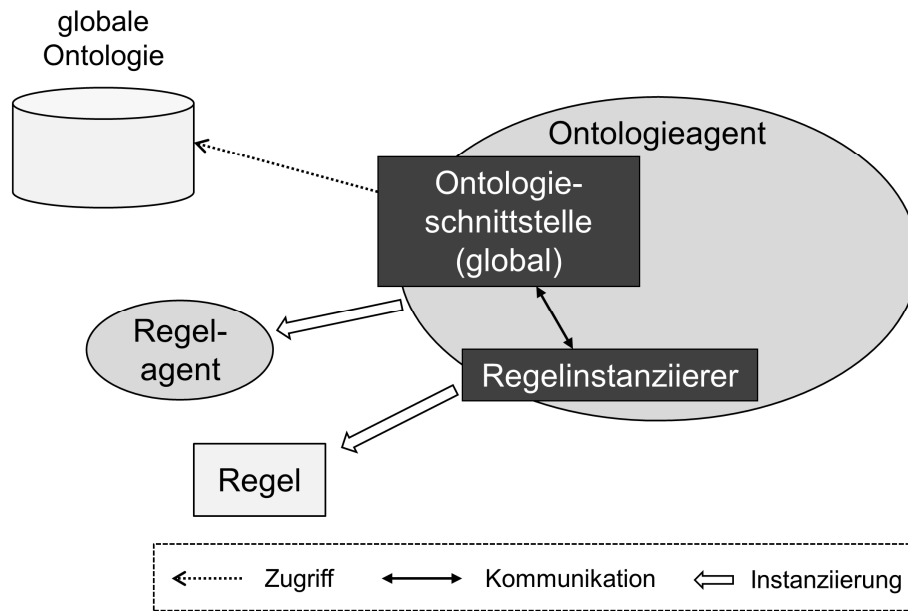 globale
Ontologie
Ontologieagent
Ontologie-
schnittstelle
(global)
Regel-
agent
Regelinstanziierer
Regel
Zugriff
Kommunikation
Instanziierung